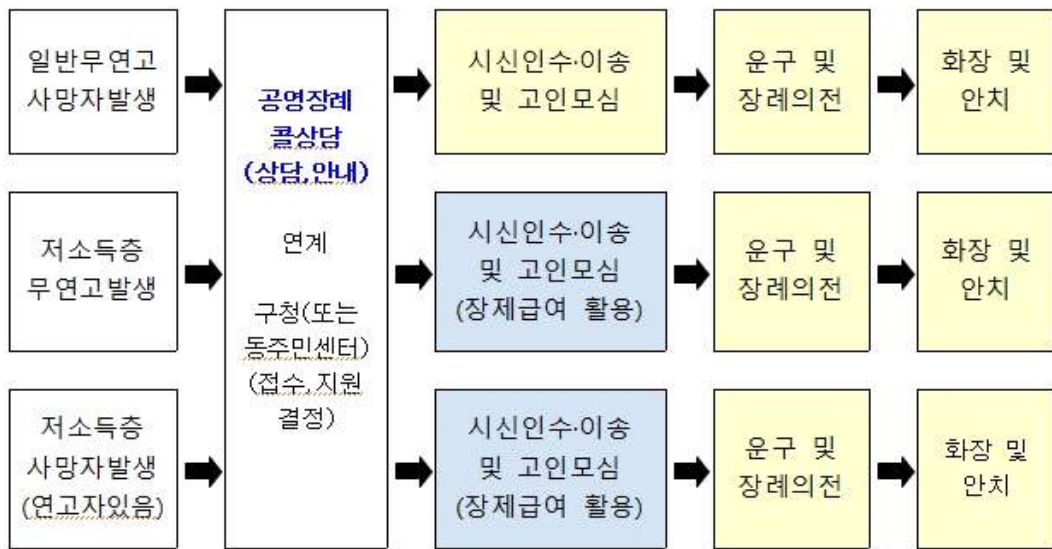 일반무연고
사망자발생
공영장례
콜상담
(상담,안내)
연계
구청(또는
동주민센터)
(접수,지원
결정)
시신인수·이송
및 고인모심
운구 및
장례의전
화장 및
안치
저소득층
무연고발생
시신인수·이송
및 고인모심
(장제급여 활용)
운구 및
장례의전
화장 및
안치
저소득층
사망자발생
(연고자있음)
시신인수·이송
및 고인모심
(장제급여 활용)
운구 및
장례의전
화장 및
안치